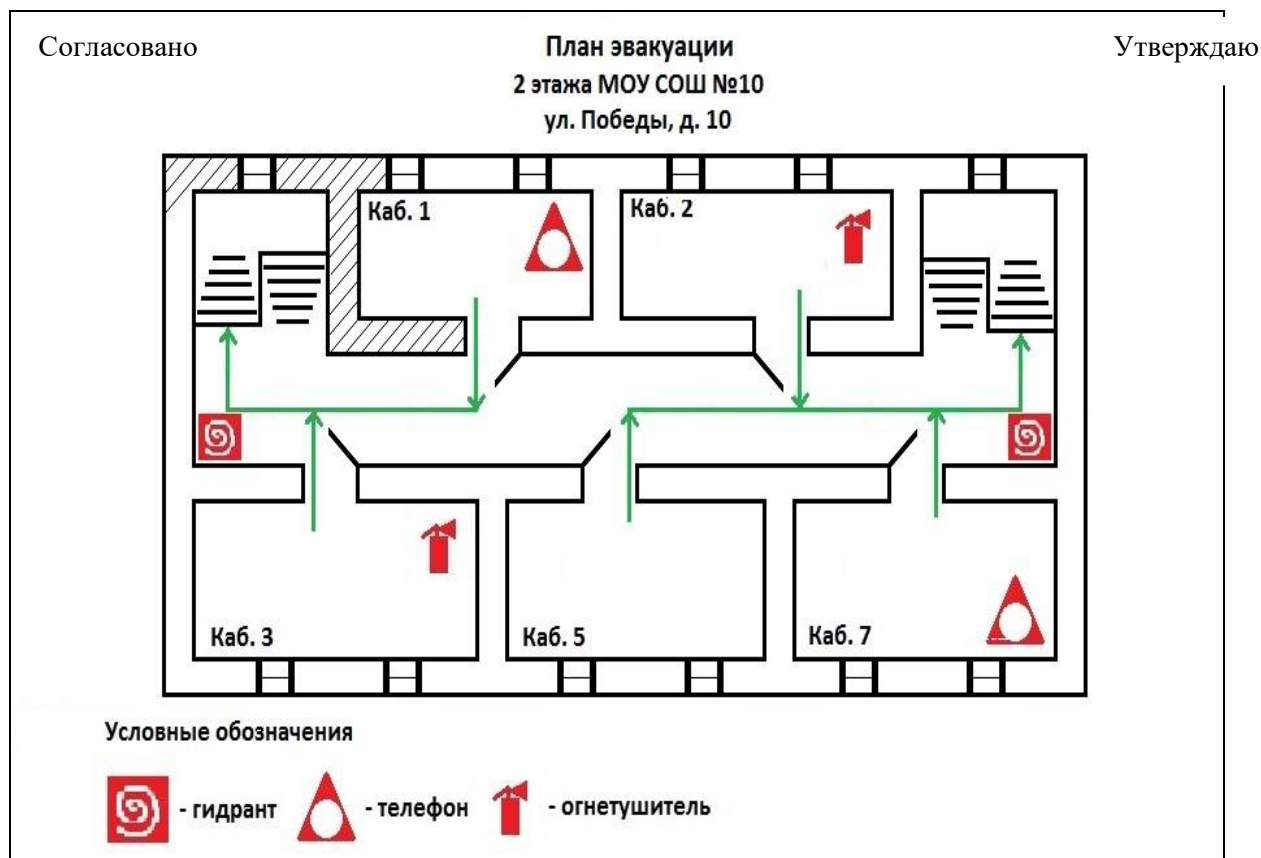 Согласовано
План эвакуации
Утверждаю
2 этажа МОУ СОШ №10
ул. Победы, д. 10
Каб. 1
Каб. 2
Каб. 3
Каб. 5
Каб. 7
Условные обозначения
- гидрант
- телефон
- огнетушитель